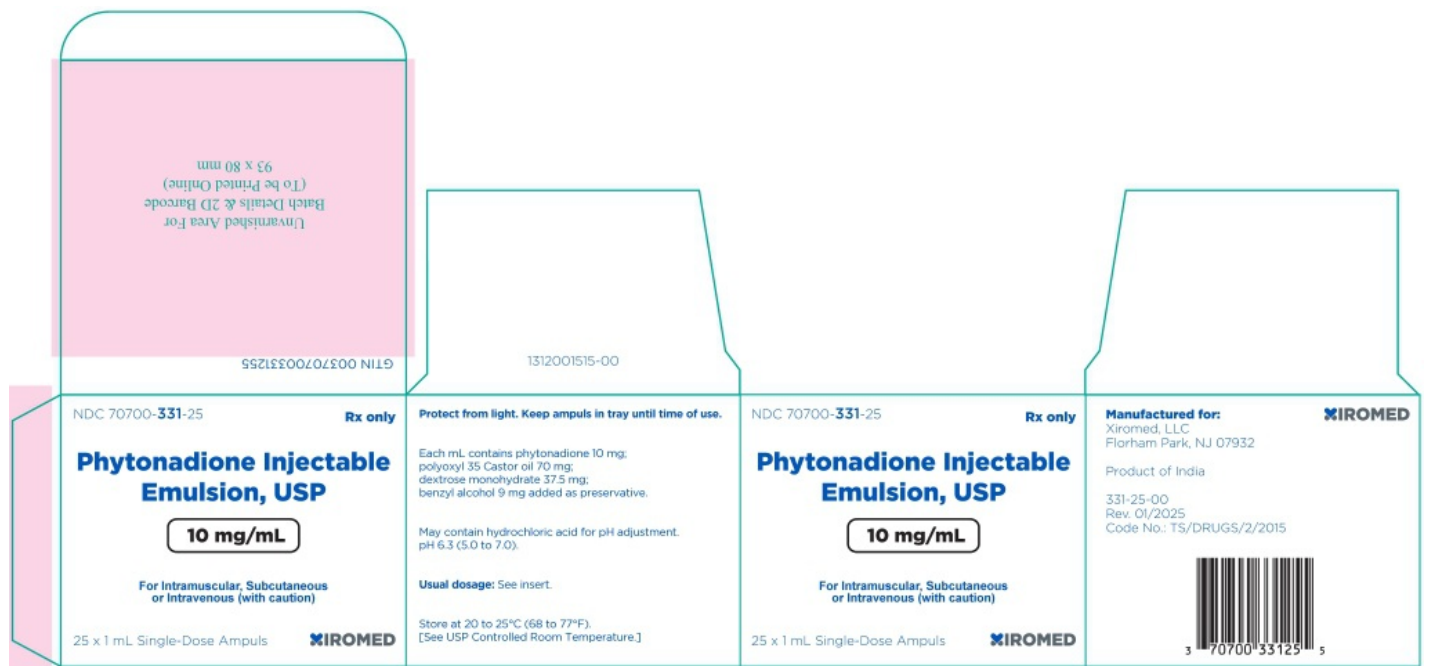 Unvarnished Area For
Batch Details & 2D Barcode
(To be Printed Online)
93 x 80 mm
GTIN 00370700331255
1312001515-00
NDC 70700-331-25
Rx only
Phytonadione Injectable
Emulsion, USP
10 mg/mL
For Intramuscular, Subcutaneous
or Intravenous (with caution)
25 x 1 mL Single-Dose Ampuls
XIROMED
Protect from light. Keep ampuls in tray until time of use.
Each mL contains phytonadione 10 mg;
polyoxyl 35 Castor oil 70 mg;
dextrose monohydrate 37.5 mg;
benzyl alcohol 9 mg added as preservative.
May contain hydrochloric acid for pH adjustment.
pH 6.3 (5.0 to 7.0).
Usual dosage: See insert.
Store at 20 to 25°C (68 to 77°F).
[See USP Controlled Room Temperature.]
NDC 70700-331-25
Rx only
Phytonadione Injectable
Emulsion, USP
10 mg/mL
For Intramuscular, Subcutaneous
or Intravenous (with caution)
25 x 1 mL Single-Dose Ampuls
XIROMED
Manufactured for:
XIROMED
Xiromed, LLC
Florham Park, NJ 07932
Product of India
331-25-00
Rev. 01/2025
Code No.: TS/DRUGS/2/2015
3 70700 33125 5